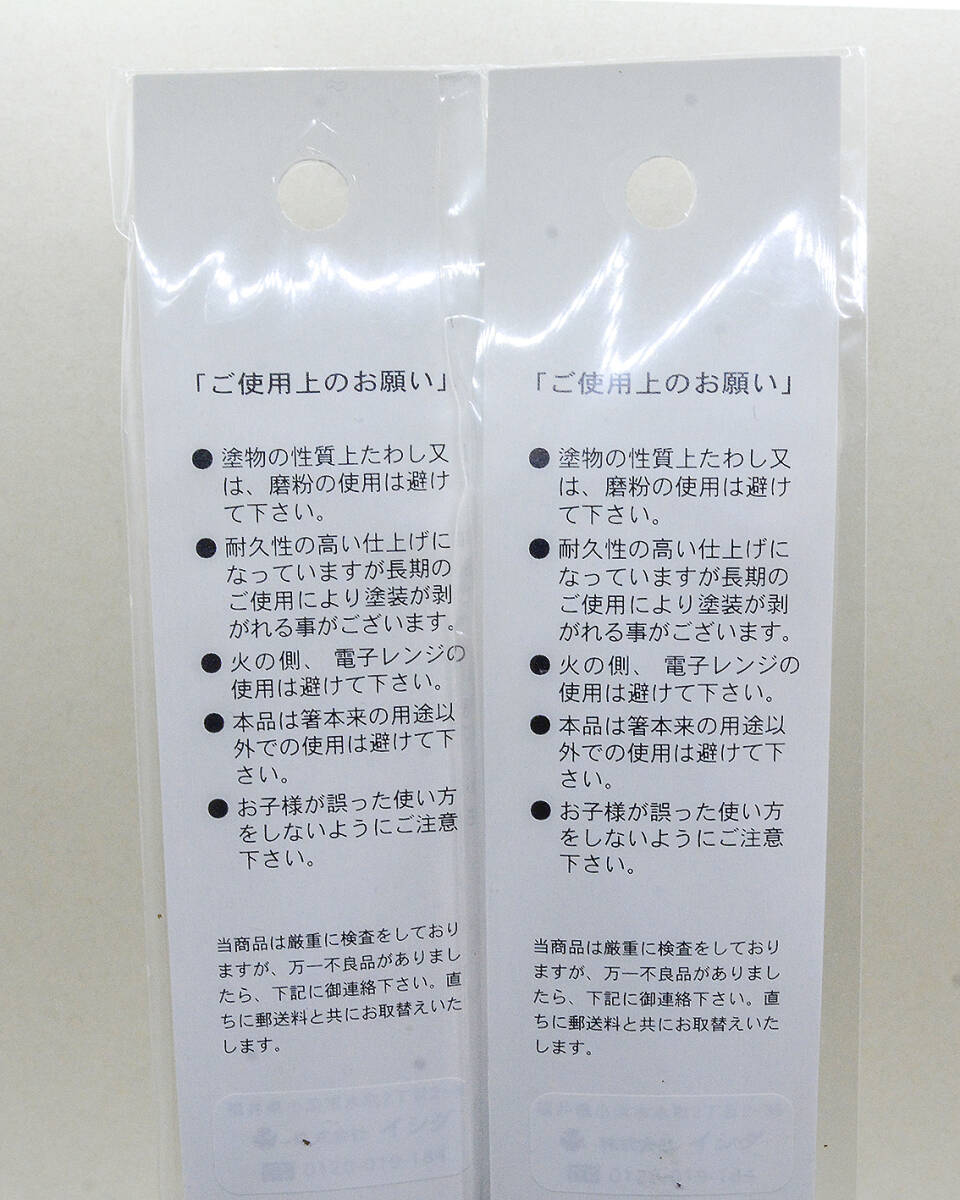 「ご使用上のお願い」
● 塗物の性質上たわし又
は、磨粉の使用は避け
て下さい。
● 耐久性の高い仕上げに
なっていますが長期の
ご使用により塗装が剥
がれる事がございます。
● 火の側、 電子レンジの
使用は避けて下さい。
● 本品は箸本来の用途以
外での使用は避けて下
さい。
● お子様が誤った使い方
をしないようにご注意
下さい。
当商品は厳重に検査をしており
ますが、万一不良品がありまし
たら、下記に御連絡下さい。直
ちに郵送料と共にお取替えいた
します。
「ご使用上のお願い」
● 塗物の性質上たわし又
は、磨粉の使用は避け
て下さい。
● 耐久性の高い仕上げに
なっていますが長期の
ご使用により塗装が剥
がれる事がございます。
● 火の側、 電子レンジの
使用は避けて下さい。
● 本品は箸本来の用途以
外での使用は避けて下
さい。
● お子様が誤った使い方
をしないようにご注意
下さい。
当商品は厳重に検査をしており
ますが、万一不良品がありまし
たら、下記に御連絡下さい。直
ちに郵送料と共にお取替えいた
します。